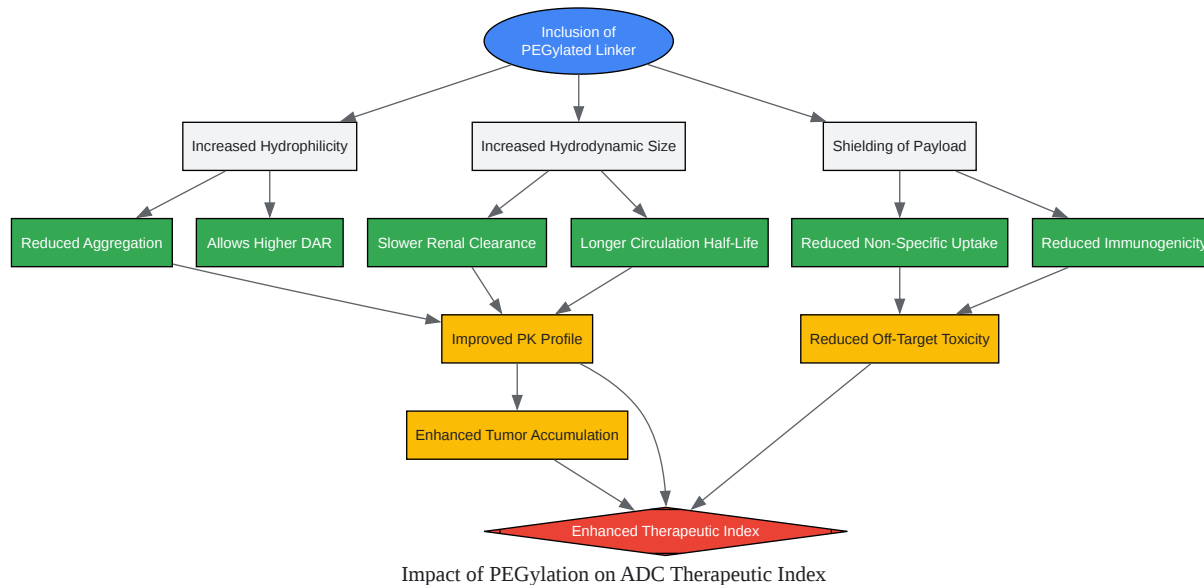 Inclusion of
PEGylated Linker
Increased Hydrophilicity
Increased Hydrodynamic Size
Shielding of Payload
Reduced Aggregation
Allows Higher DAR
Slower Renal Clearance
Longer Circulation Half-Life
Reduced Non-Specific Uptake
Reduced Immunogenicity
Improved PK Profile
Reduced Off-Target Toxicity
Enhanced Tumor Accumulation
Enhanced Therapeutic Index
Impact of PEGylation on ADC Therapeutic Index